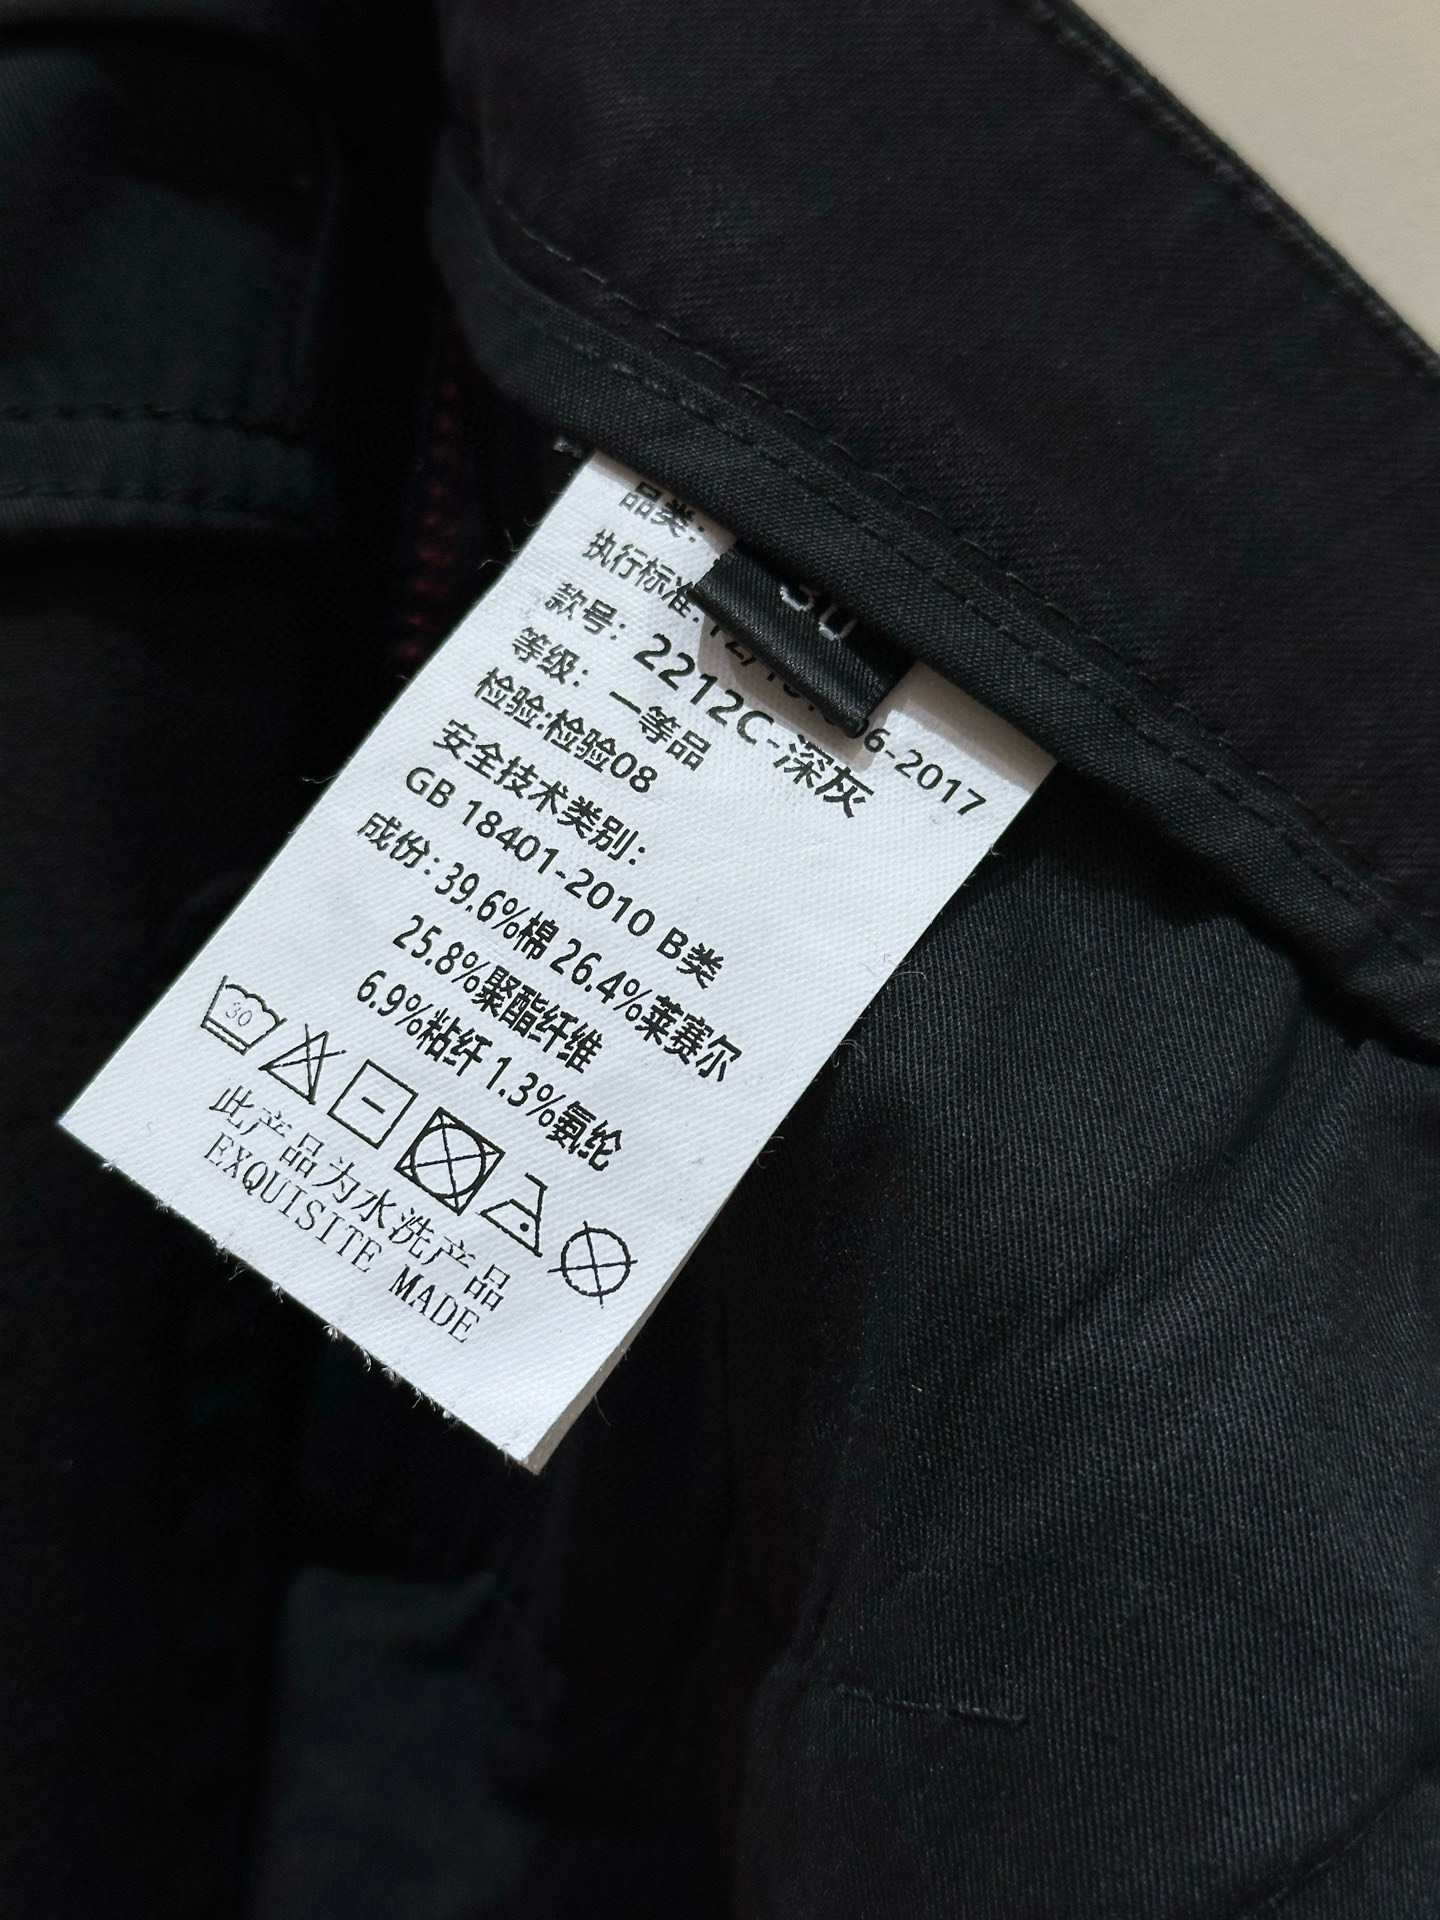 品类:
执行标准:
6-2017
30
款号: 2212C-深灰
等级: 一等品
检验:检验08
安全技术类别:
GB 18401-2010 B类
成份: 39.6%棉 26.4%莱赛尔
25.8%聚酯纤维
6.9%粘纤 1.3%氨纶
30
此产品为水洗产品
EXQUISITE MADE